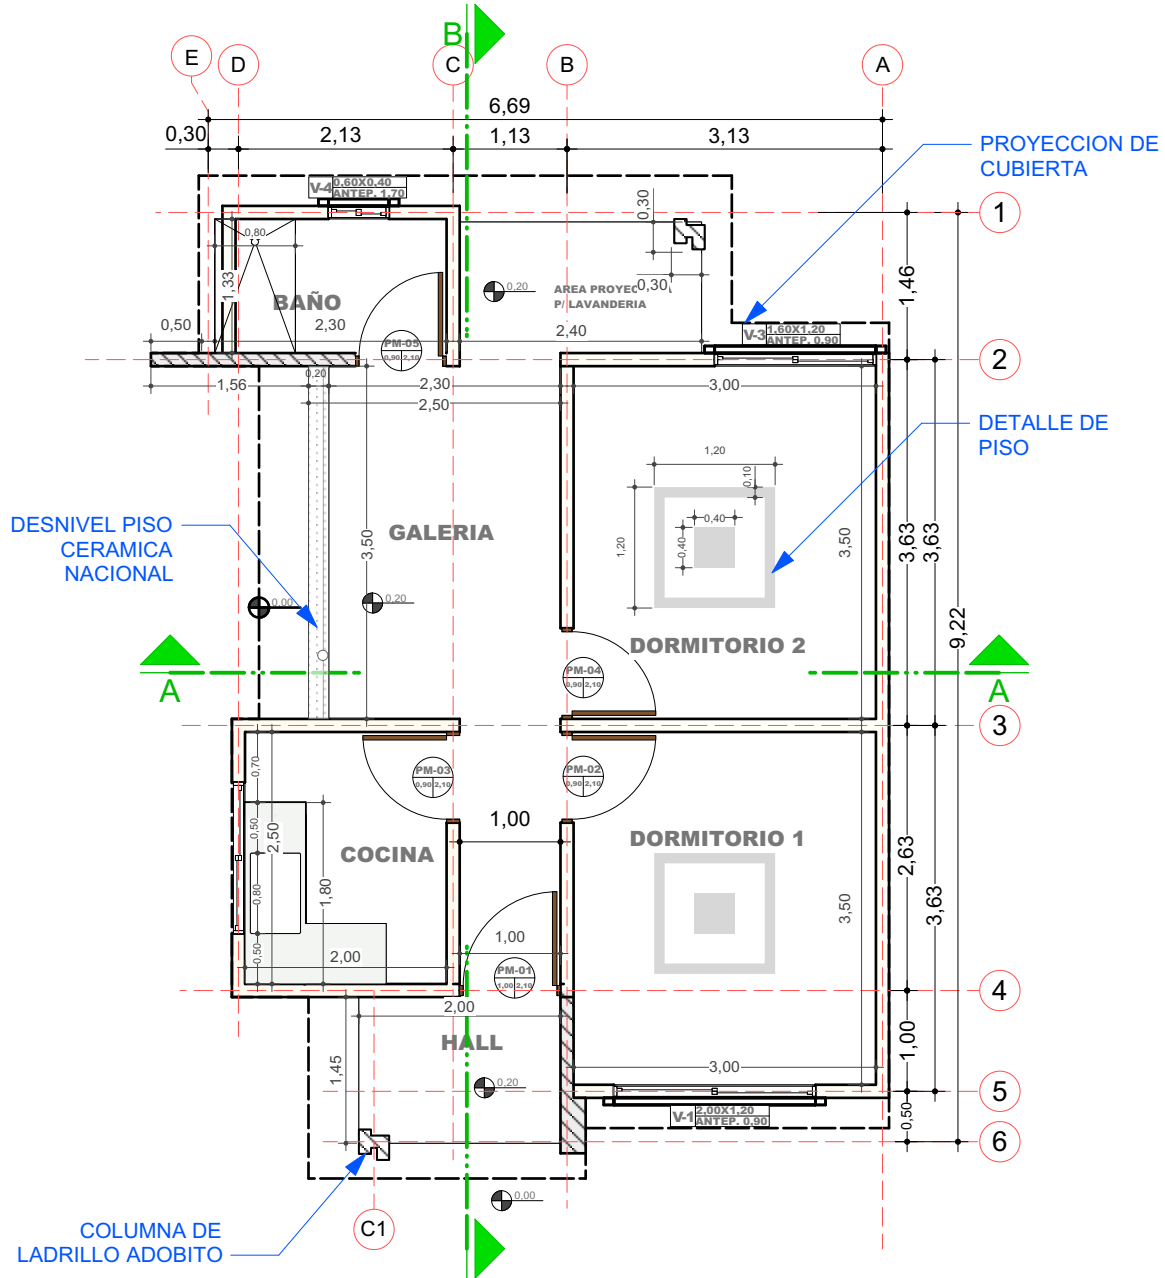 B
E
D
C
B
A
6,69
0,30
2,13
1,13
3,13
PROYECCION DE
CUBIERTA
V-4
0,60X0,40
ANTEP. 1,70
0,30
1
0,80
1,33
BAÑO
0,20
AREA PROYEC
P/ LAVANDERIA
0,30
1,46
0,50
2,30
2,40
V-3
1,60X1,20
ANTEP. 0,90
PM-05
0,90
2,10
2
1,56
0,20
2,30
3,00
2,50
DETALLE DE
PISO
1,20
0,10
DESNIVEL PISO
CERAMICA
NACIONAL
GALERIA
3,50
1,20
0,40
0,40
3,50
3,63
3,63
0,00
0,20
9,22
DORMITORIO 2
A
PM-04
0,90
2,10
A
3
0,70
PM-03
0,90
2,10
PM-02
0,90
2,10
1,00
0,50
2,50
COCINA
DORMITORIO 1
2,63
1,80
0,80
3,50
3,63
1,00
0,50
2,00
PM-01
1,00
2,10
4
2,00
HALL
1,45
1,00
3,00
0,20
5
V-1
2,00X1,20
ANTEP. 0,90
0,50
6
0,00
C1
COLUMNA DE
LADRILLO ADOBITO